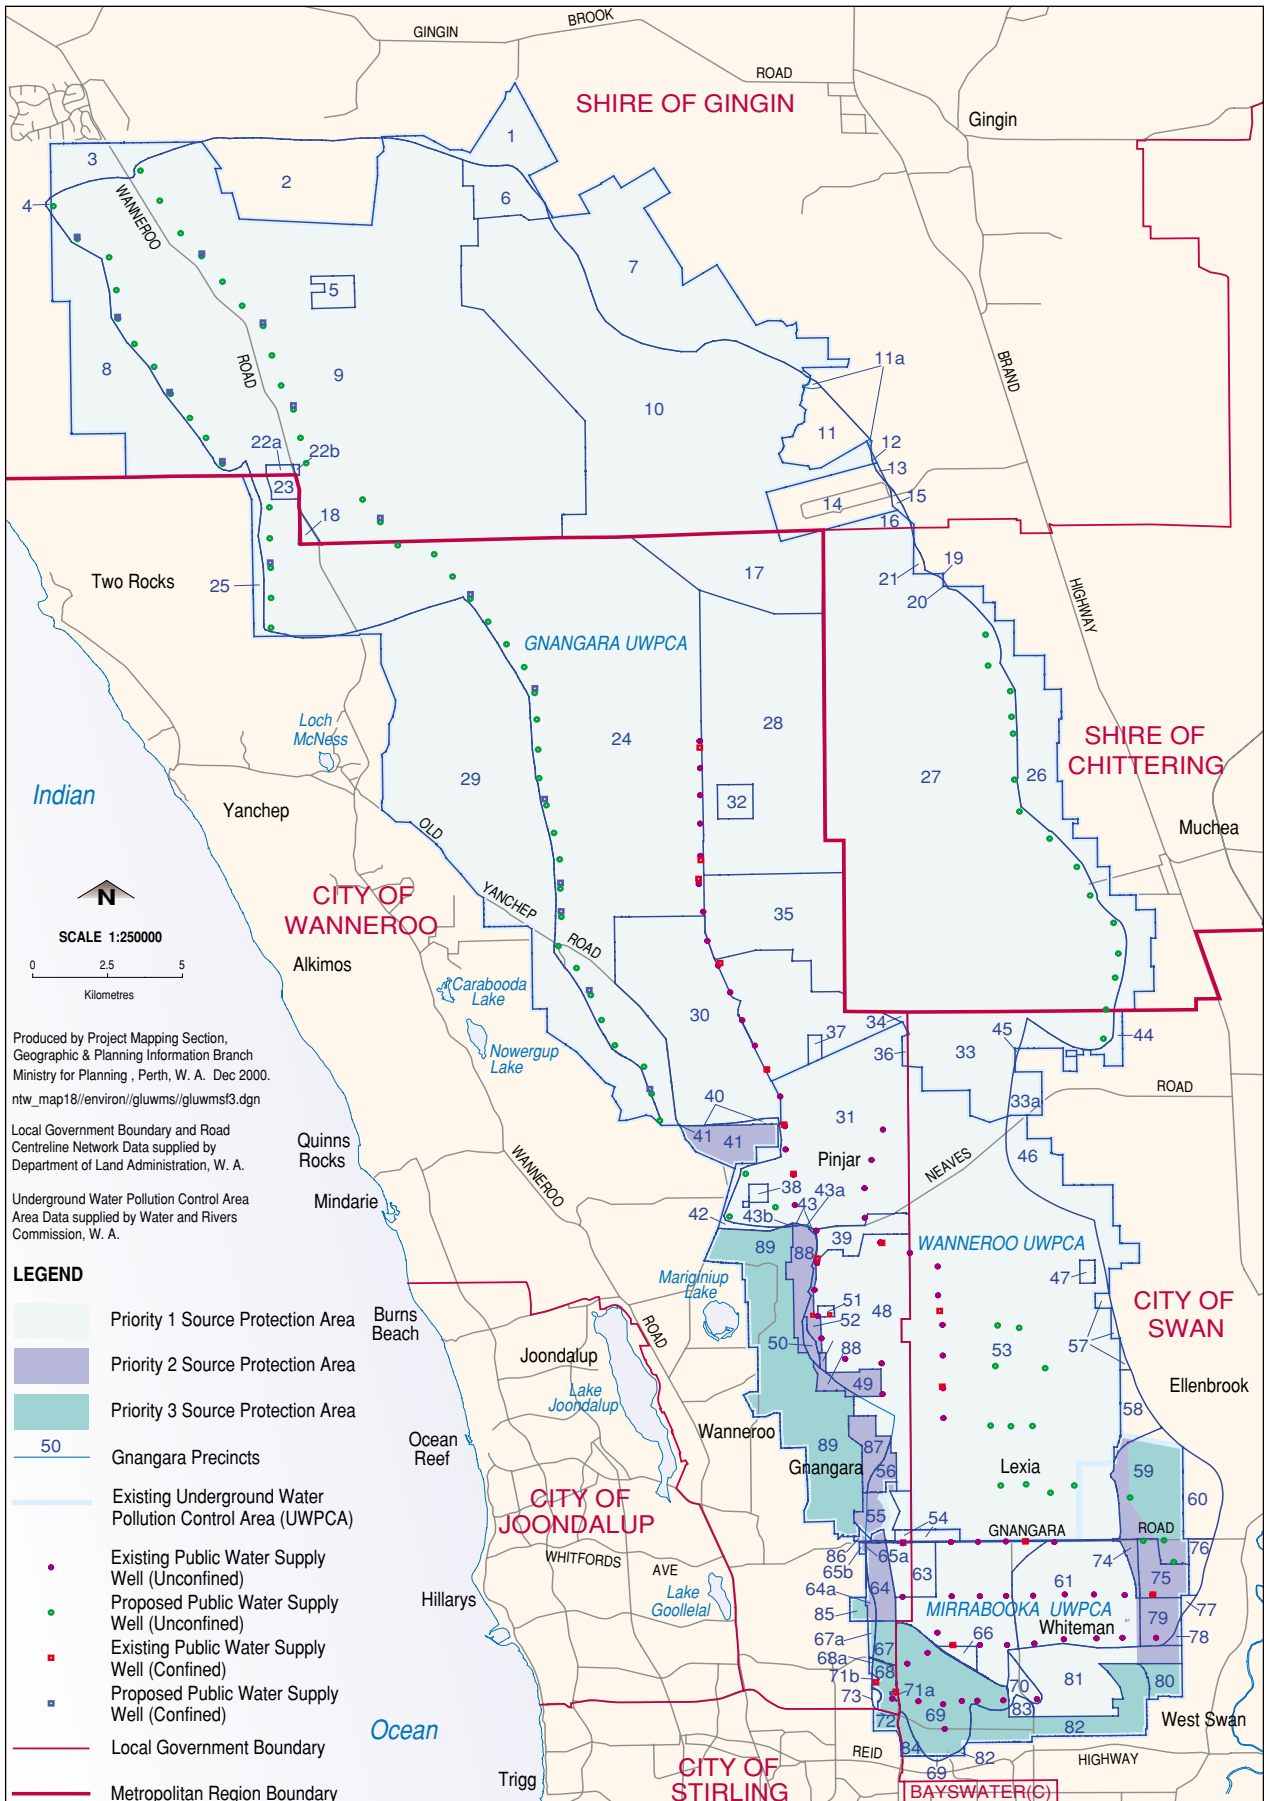 GINGIN
BROOK
ROAD
SHIRE OF GINGIN
Gingin
1
3
2
6
4
WANNEROO
7
5
ROAD
8
9
10
11a
BRAND
11
12
13
22a
22b
23
14
15
16
18
17
19
21
20
HIGHWAY
Two Rocks
25
GNANGARA UWPCA
Loch
McNess
24
28
29
27
26
SHIRE OF
CHITTERING
32
Indian
Yanchep
OLD
Muchea
N
SCALE 1:250000
0
2.5
5
Kilometres
CITY OF
WANNEROO
YANCHEP
ROAD
35
Alkimos
Carabooda
Lake
30
34
37
36
33
45
44
Nowergup
Lake
Produced by Project Mapping Section,
Geographic & Planning Information Branch
Ministry for Planning , Perth, W. A. Dec 2000.
ntw_map18//environ//gluwms//gluwmsf3.dgn
Local Government Boundary and Road
Centreline Network Data supplied by
Department of Land Administration, W. A.
Underground Water Pollution Control Area
Area Data supplied by Water and Rivers
Commission, W. A.
ROAD
33a
40
31
41
41
46
Quinns
Rocks
WANNEROO
Pinjar
NEAVES
Mindarie
38
43a
43
42
43b
39
89
88
WANNEROO UWPCA
47
Mariginiup
Lake
51
52
48
CITY OF
SWAN
50
88
53
57
49
Ellenbrook
58
LEGEND
Priority 1 Source Protection Area
Priority 2 Source Protection Area
Priority 3 Source Protection Area
50
Gnangara Precincts
Existing Underground Water
Pollution Control Area (UWPCA)
Existing Public Water Supply
Well (Unconfined)
Proposed Public Water Supply
Well (Unconfined)
Existing Public Water Supply
Well (Confined)
Proposed Public Water Supply
Well (Confined)
Local Government Boundary
Metropolitan Region Boundary
Burns
Beach
ROAD
Joondalup
Lake
Joondalup
Wanneroo
Ocean
Reef
89
Gnangara
87
56
Lexia
59
60
CITY OF
JOONDALUP
55
54
GNANGARA
ROAD
WHITFORDS
AVE
86
65a
65b
63
74
76
75
64a
64
61
Hillarys
Lake
Goollelal
85
MIRRABOOKA UWPCA
77
79
Whiteman
78
67a
67
66
68a
68
71b
71a
70
81
80
73
69
83
72
82
West Swan
Ocean
84
REID
82
HIGHWAY
69
CITY OF
STIRLING
Trigg
BAYSWATER(C)